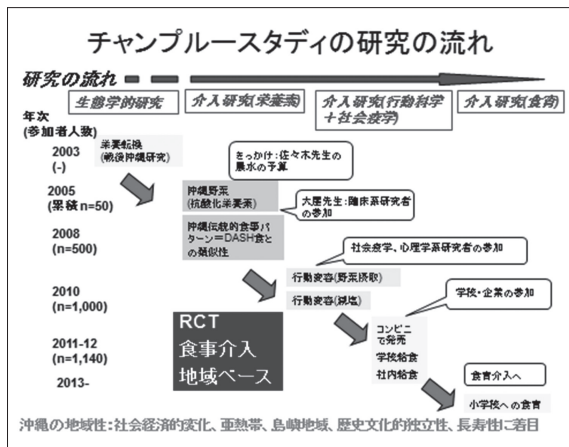 チャンプルースタディの研究の流れ
研究の流れ
生態学的研究
介入研究(栄養素)
介入研究(行動科学
+社会疫学)
介入研究(食育)
年次
(参加者人数)
2003
(-)
栄養転換
(戦後沖縄研究)
きっかけ:佐々木先生の
墨水の予算
2005
(累積n=50)
沖縄野菜
(抗酸化栄養素)
大屋先生:臨床系研究者
の参加
2008
(n=500)
沖縄伝統的食事パ
ターン=DASH食と
の類似性
社会疫学、心理学系研究者の参加
行動変容(野菜摂取)
2010
(n=1,000)
行動変容(減塩)
学校・企業の参加
RCT
食事介入
地域ベース
2011-12
(n=1,140)
コンビニ
で発売
学校給食
社内給食
2013-
食育介入へ
小学校への食育
沖縄の地域性:社会経済的変化、亜熱帯、島嶼地域、歴史文化的独立性、長寿性に着目